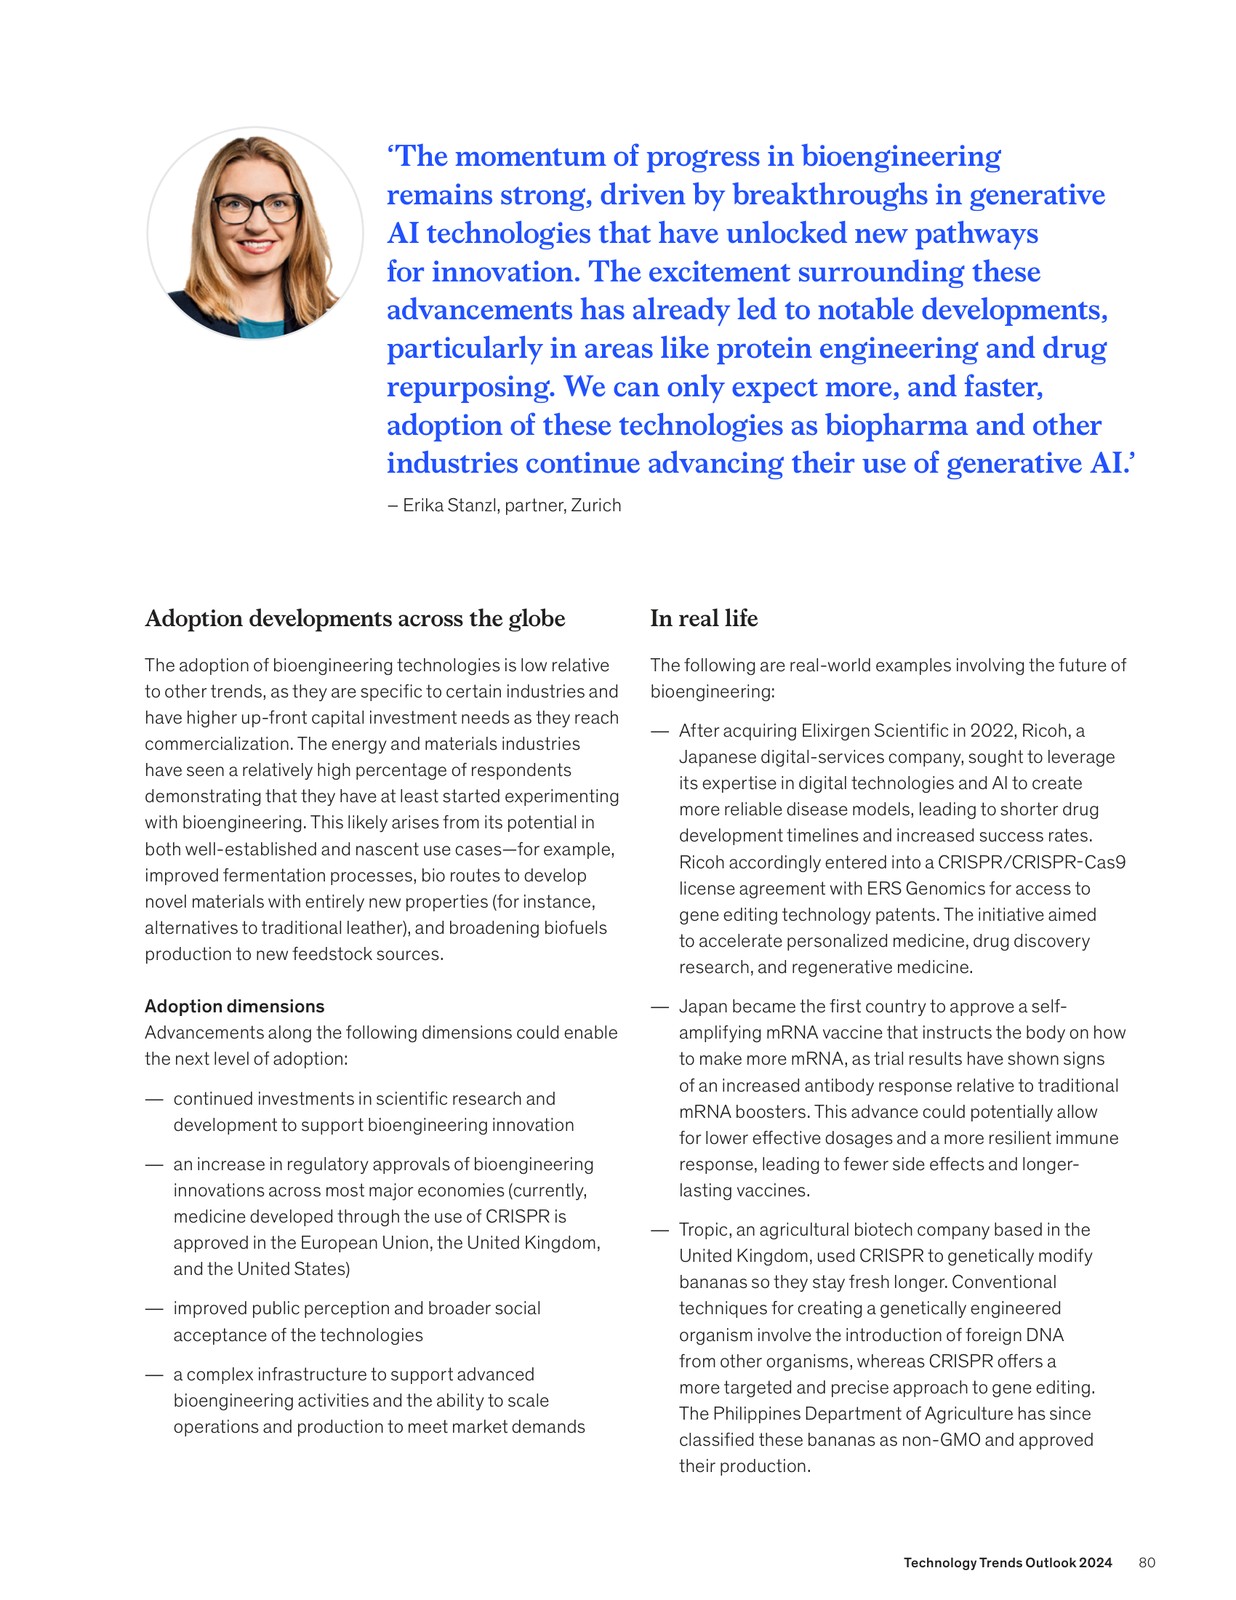 ‘The momentum of progress in bioengineering
remains strong, driven by breakthroughs in generative
AI technologies that have unlocked new pathways
for innovation. The excitement surrounding these
advancements has already led to notable developments,
particularly in areas like protein engineering and drug
repurposing. We can only expect more, and faster,
adoption of these technologies as biopharma and other
industries continue advancing their use of generative AI.’
– Erika Stanzl, partner, Zurich
Adoption developments across the globe
The adoption of bioengineering technologies is low relative
to other trends, as they are specific to certain industries and
have higher up-front capital investment needs as they reach
commercialization. The energy and materials industries
have seen a relatively high percentage of respondents
demonstrating that they have at least started experimenting
with bioengineering. This likely arises from its potential in
both well-established and nascent use cases—for example,
improved fermentation processes, bio routes to develop
novel materials with entirely new properties (for instance,
alternatives to traditional leather), and broadening biofuels
production to new feedstock sources.
Adoption dimensions
Advancements along the following dimensions could enable
the next level of adoption:
— continued investments in scientific research and
development to support bioengineering innovation
— an increase in regulatory approvals of bioengineering
innovations across most major economies (currently,
medicine developed through the use of CRISPR is
approved in the European Union, the United Kingdom,
and the United States)
— improved public perception and broader social
acceptance of the technologies
— a complex infrastructure to support advanced
bioengineering activities and the ability to scale
operations and production to meet market demands
In real life
The following are real-world examples involving the future of
bioengineering:
— After acquiring Elixirgen Scientific in 2022, Ricoh, a
Japanese digital-services company, sought to leverage
its expertise in digital technologies and AI to create
more reliable disease models, leading to shorter drug
development timelines and increased success rates.
Ricoh accordingly entered into a CRISPR/CRISPR-Cas9
license agreement with ERS Genomics for access to
gene editing technology patents. The initiative aimed
to accelerate personalized medicine, drug discovery
research, and regenerative medicine.
— Japan became the first country to approve a self-
amplifying mRNA vaccine that instructs the body on how
to make more mRNA, as trial results have shown signs
of an increased antibody response relative to traditional
mRNA boosters. This advance could potentially allow
for lower effective dosages and a more resilient immune
response, leading to fewer side effects and longer-
lasting vaccines.
— Tropic, an agricultural biotech company based in the
United Kingdom, used CRISPR to genetically modify
bananas so they stay fresh longer. Conventional
techniques for creating a genetically engineered
organism involve the introduction of foreign DNA
from other organisms, whereas CRISPR offers a
more targeted and precise approach to gene editing.
The Philippines Department of Agriculture has since
classified these bananas as non-GMO and approved
their production.
Technology Trends Outlook 2024 80